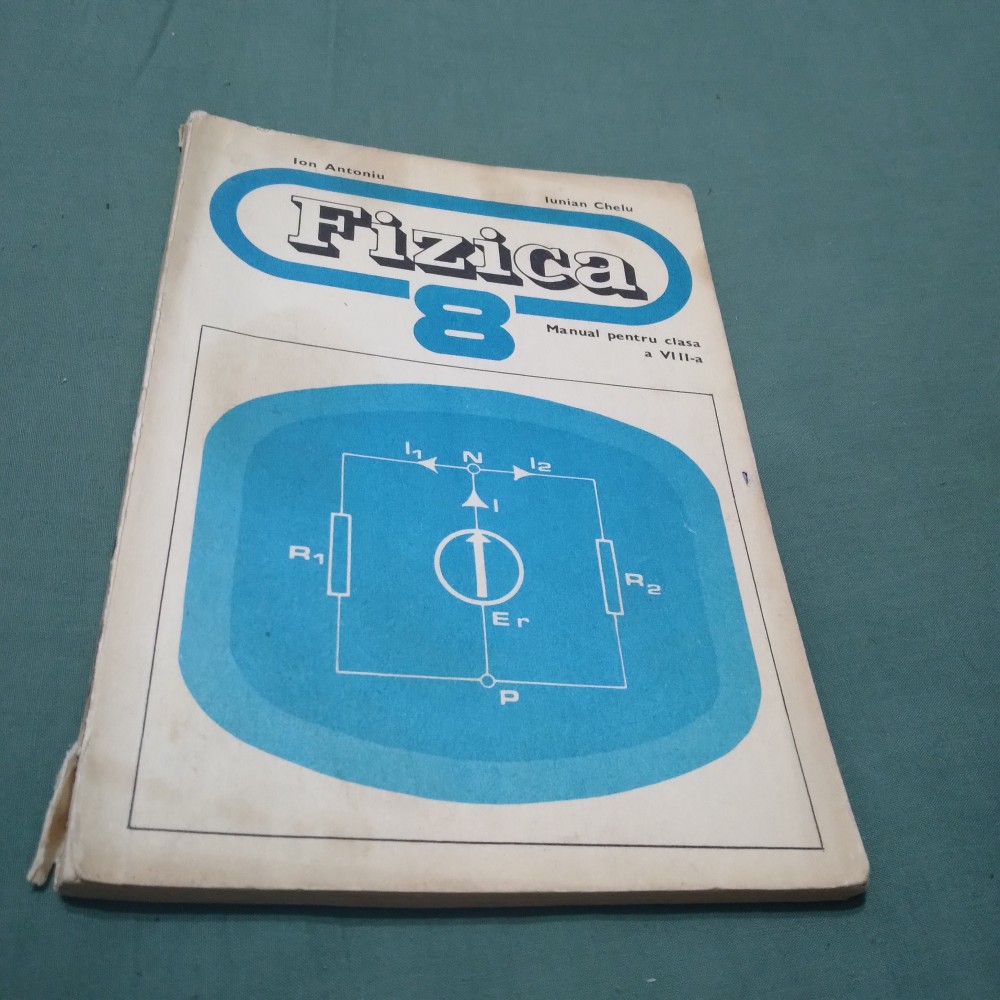 Ion Antoniu
Iunian Chelu
Fizica
8
Manual pentru clasa
a VIII-a
I1 N I2
I
R1
R2
Er
P